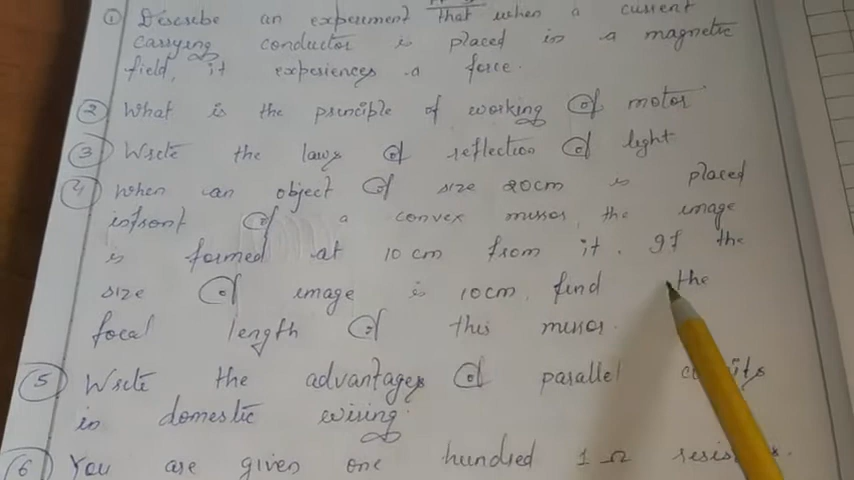 ① Describe an experiment that when a current
carrying conductor is placed in a magnetic
field, it experiences a force.
② What is the principle of working of motor
③ Write the laws of reflection of light
④ When an object of size 20cm is placed
infront of a convex mirror, the image
is formed at 10 cm from it. If the
size of image is 10cm, find the
focal length of this mirror.
⑤ Write the advantages of parallel
in domestic wiring.
⑥ You are given one hundred 1 Ω